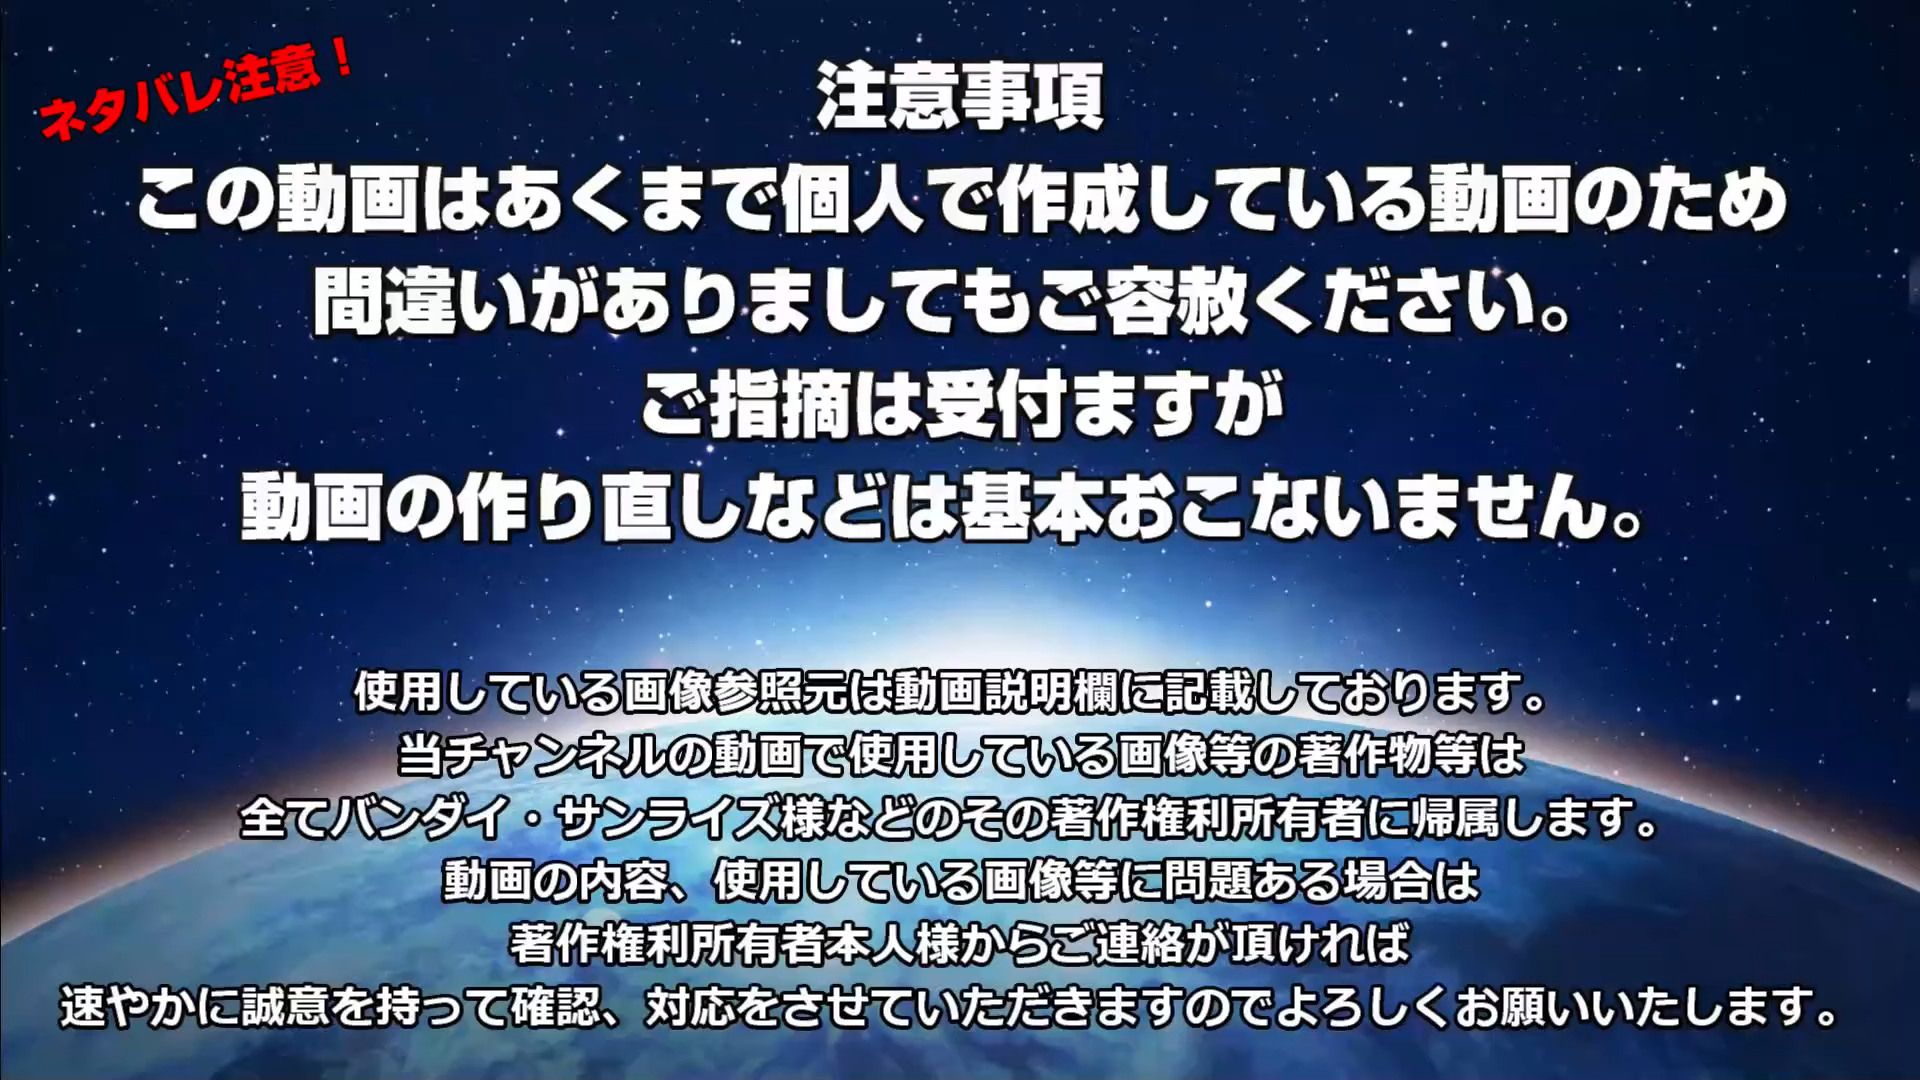 ネタバレ注意！
注意事項
この動画はあくまで個人で作成している動画のため
間違いがありましてもご容赦ください。
ご指摘は受付ますが
動画の作り直しなどは基本おこないません。
使用している画像参照元は動画説明欄に記載しております。
当チャンネルの動画で使用している画像等の著作物等は
全てバンダイ・サンライズ様などのその著作権利所有者に帰属します。
動画の内容、使用している画像等に問題ある場合は
著作権利所有者本人様からご連絡が頂ければ
速やかに誠意を持って確認、対応をさせていただきますのでよろしくお願いいたします。